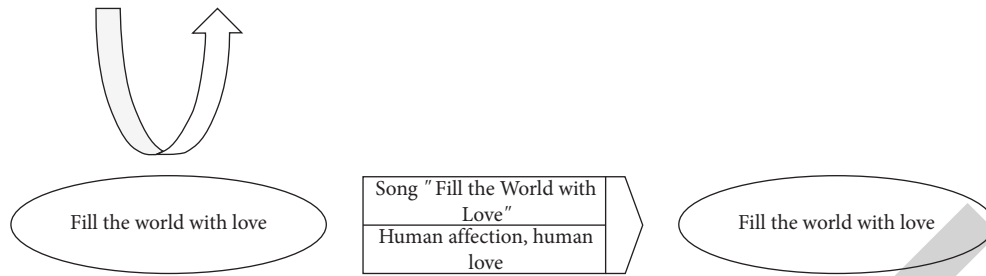 Fill the world with love
Song "Fill the World with
Love"
Human affection, human
love
Fill the world with love